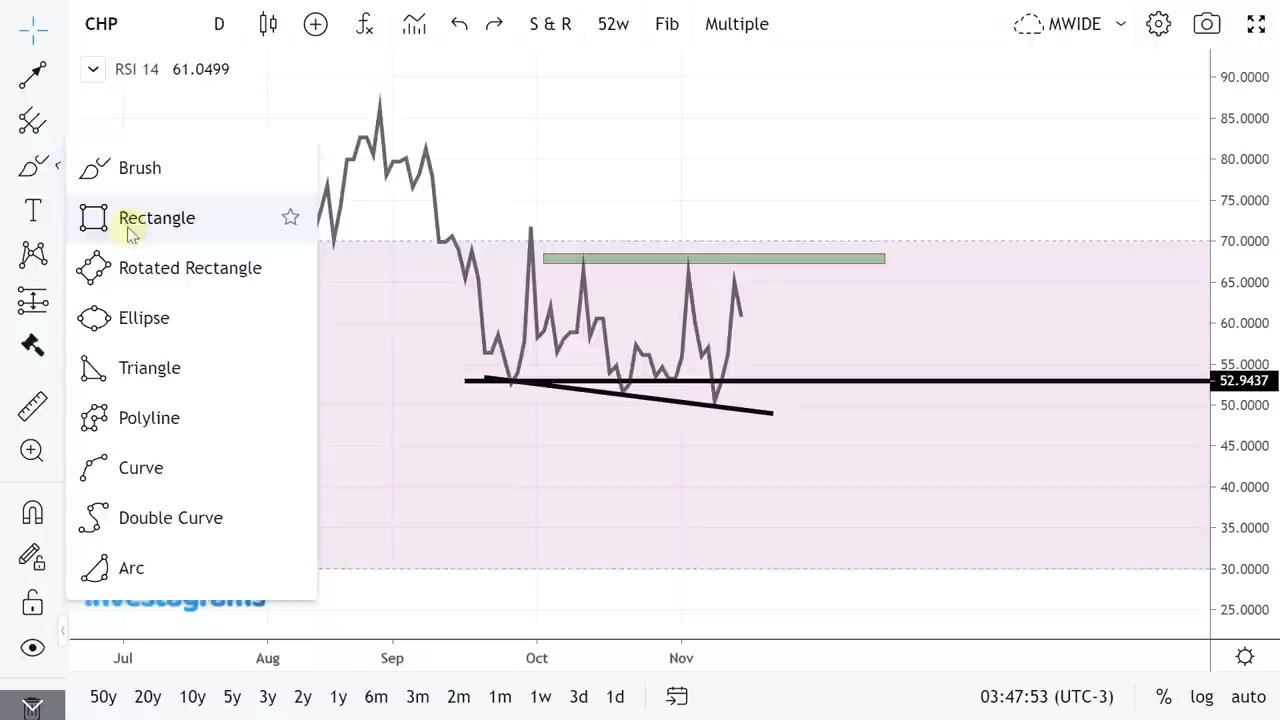 CHP D S & R 52w Fib Multiple MWIDE
RSI 14 61.0499
Brush
Rectangle
Rotated Rectangle
Ellipse
Triangle
Polyline
Curve
Double Curve
Arc
90.0000
85.0000
80.0000
75.0000
70.0000
65.0000
60.0000
55.0000
52.9437
50.0000
45.0000
40.0000
35.0000
30.0000
25.0000
Investagrams
Jul Aug Sep Oct Nov
50y 20y 10y 5y 3y 2y 1y 6m 3m 2m 1m 1w 3d 1d 03:47:53 (UTC-3) % log auto